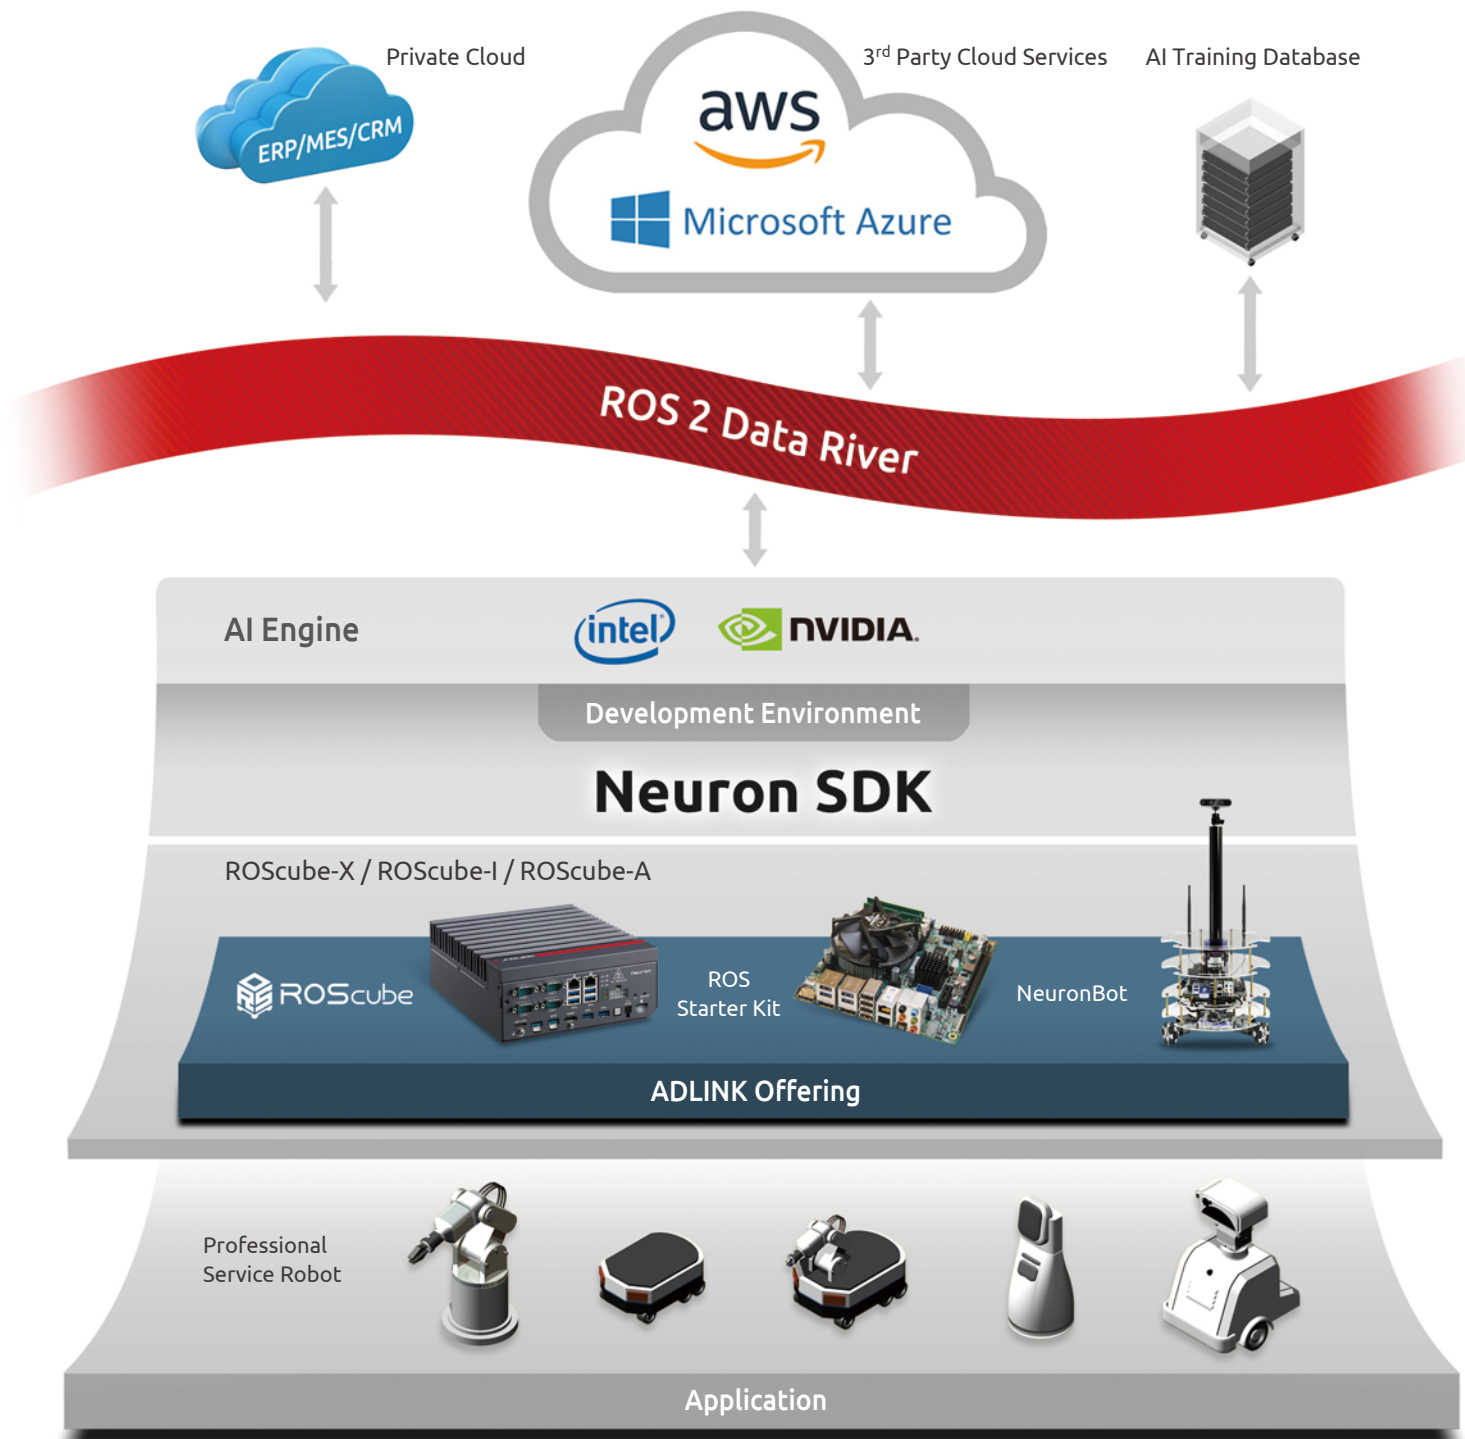 Private Cloud
3rd Party Cloud Services
AI Training Database
ERP/MES/CRM
aws
Microsoft Azure
ROS 2 Data River
AI Engine
intel
NVIDIA.
Development Environment
Neuron SDK
ROScube-X / ROScube-I / ROScube-A
ROScube
ROS
Starter Kit
NeuronBot
ADLINK
Neuron
ADLINK Offering
Professional
Service Robot
Application